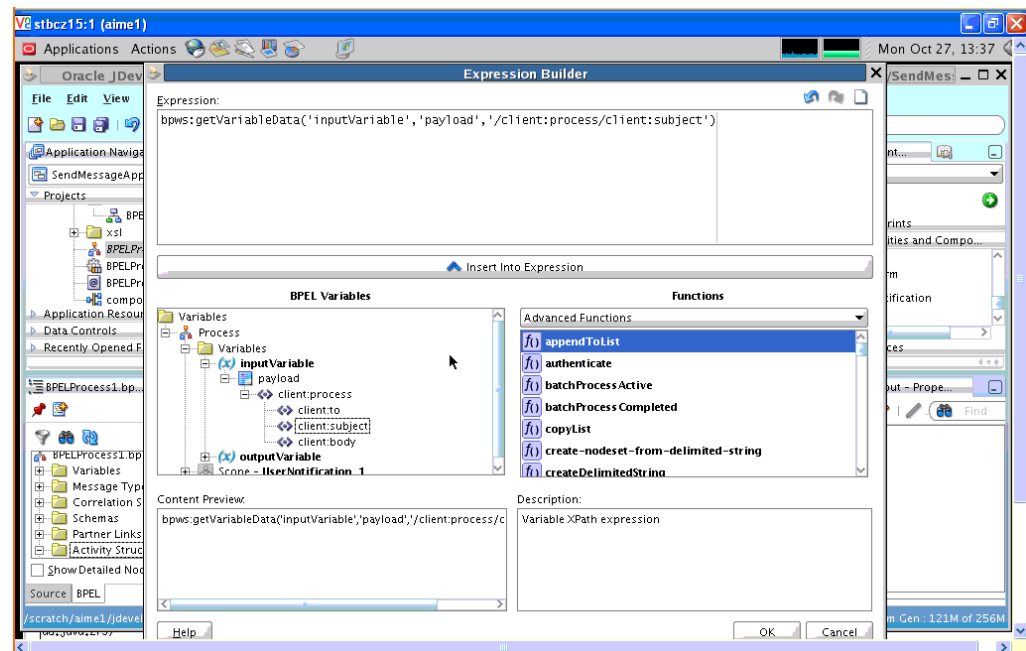 stbcz15:1 (aime1)
Applications Actions Mon Oct 27, 13:37
Oracle JDev Expression Builder /SendMes
File Edit View
Expression:
bpws:getVariableData('inputVariable','payload','/client:process/client:subject')
Application Naviga
SendMessageApp
Projects
BPE
xsl
BPELPr
BPELPr
BPELPr
compo
Application Resour
Data Controls
Recently Opened F
nt...
rints
ities and Compo...
rm
tification
ces
Insert Into Expression
BPEL Variables
Variables
Process
Variables
inputVariable
payload
client:process
client:to
client:subject
client:body
outputVariable
Scope - UserNotification_1
Functions
Advanced Functions
f() appendToList
f() authenticate
f() batchProcessActive
f() batchProcessCompleted
f() copyList
f() create-nodeset-from-delimited-string
f() createDelimitedString
BPELProcess1.bp...
BPELProcess1.bp
Variables
Message Typ
Correlation S
Schemas
Partner Links
Activity Struc
Show Detailed Nod
Source BPEL
/scratch/aime1/jdevel
Content Preview:
bpws:getVariableData('inputVariable','payload','/client:process/c
Description:
Variable XPath expression
out - Prope...
Find
m Gen : 121M of 256M
Help OK Cancel